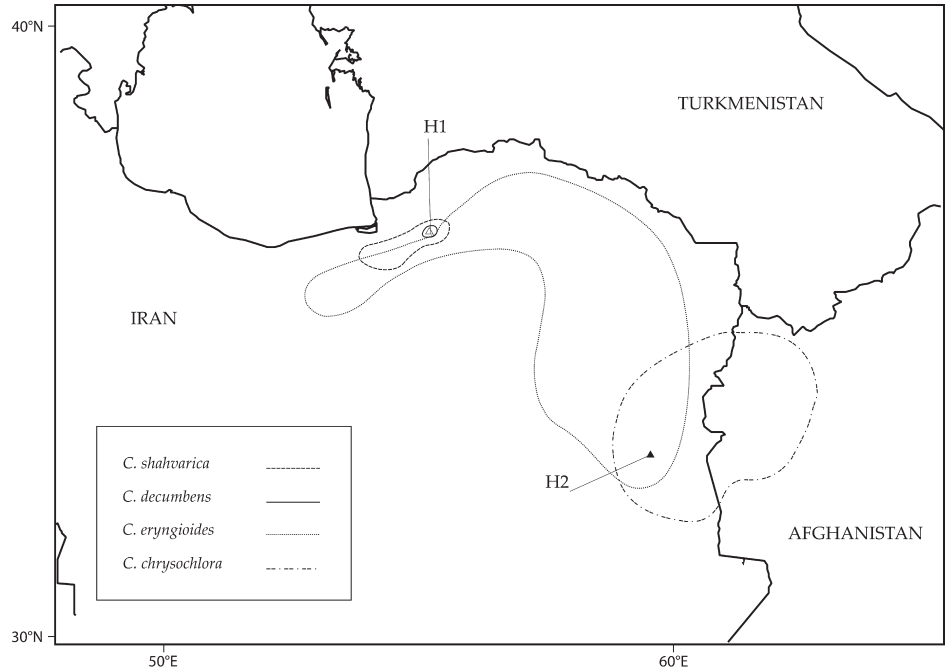 40°N
TURKMENISTAN
H1
IRAN
C. shahvarica
C. decumbens
C. eryngioides
C. chrysochlora
H2
AFGHANISTAN
30°N
50°E
60°E